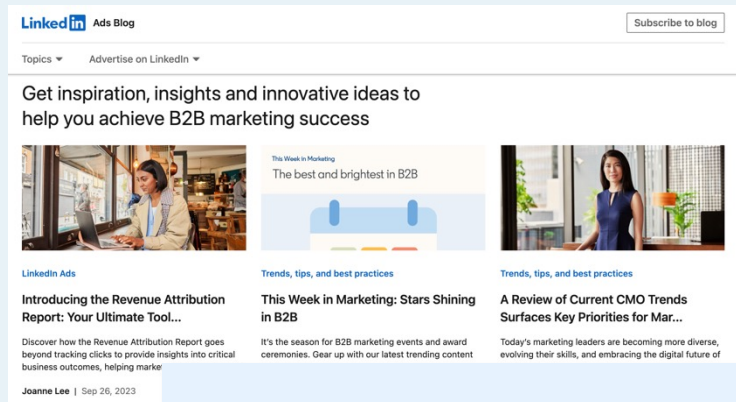 Linked in Ads Blog
Subscribe to blog
Topics
Advertise on LinkedIn
Get inspiration, insights and innovative ideas to
help you achieve B2B marketing success
This Week in Marketing
The best and brightest in B2B
LinkedIn Ads
Introducing the Revenue Attribution
Report: Your Ultimate Tool...
Discover how the Revenue Attribution Report goes
beyond tracking clicks to provide insights into critical
business outcomes, helping
Joanne Lee | Sep 26, 2023
Trends, tips, and best practices
This Week in Marketing: Stars Shining
in B2B
It's the season for B2B marketing events and award
ceremonies. Gear up with our latest trending content
Trends, tips, and best practices
A Review of Current CMO Trends
Surfaces Key Priorities for Mar...
Today's marketing leaders are becoming more diverse,
evolving their skills, and embracing the digital future of